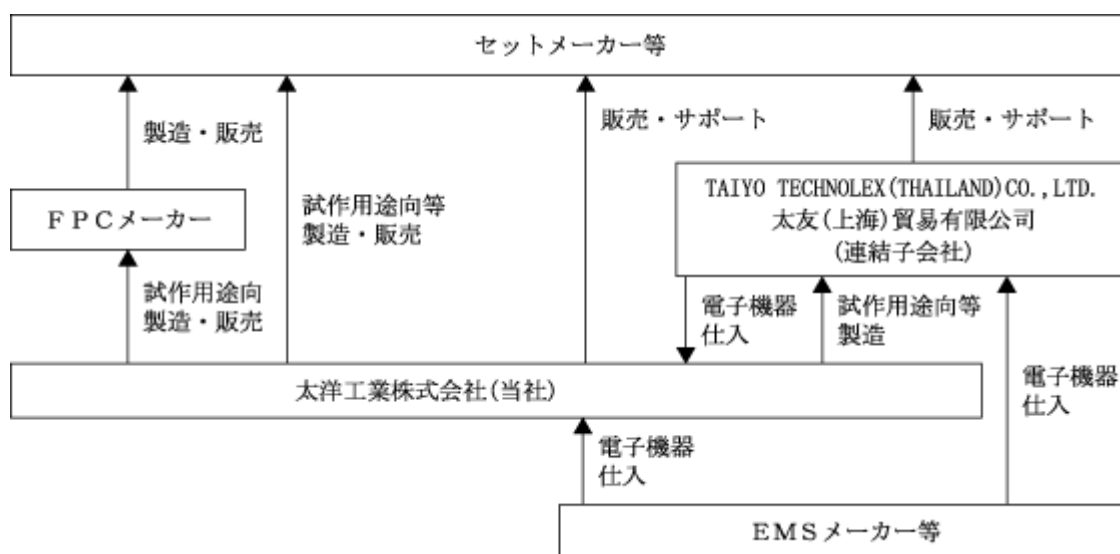 セットメーカー等
製造・販売
販売・サポート
販売・サポート
FPCメーカー
試作用途向等
製造・販売
TAIYO TECHNOLEX(THAILAND)CO.,LTD.
太友(上海)貿易有限公司
(連結子会社)
試作用途向
製造・販売
電子機器
仕入
試作用途向等
製造
電子機器
仕入
太洋工業株式会社(当社)
電子機器
仕入
EMSメーカー等